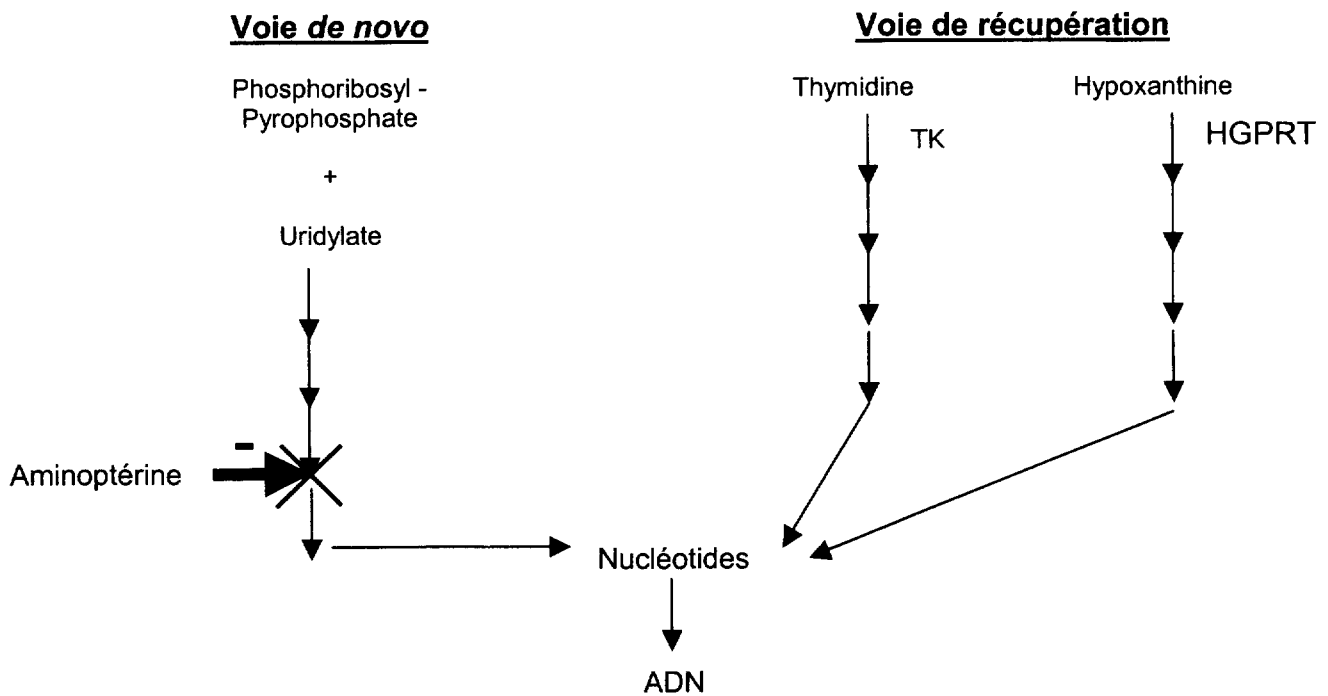 Voie de novo
Voie de récupération
Phosphoribosyl -
Pyrophosphate
+
Uridylate
Thymidine
Hypoxanthine
TK
HGPRT
-
Aminoptérine
Nucléotides
ADN